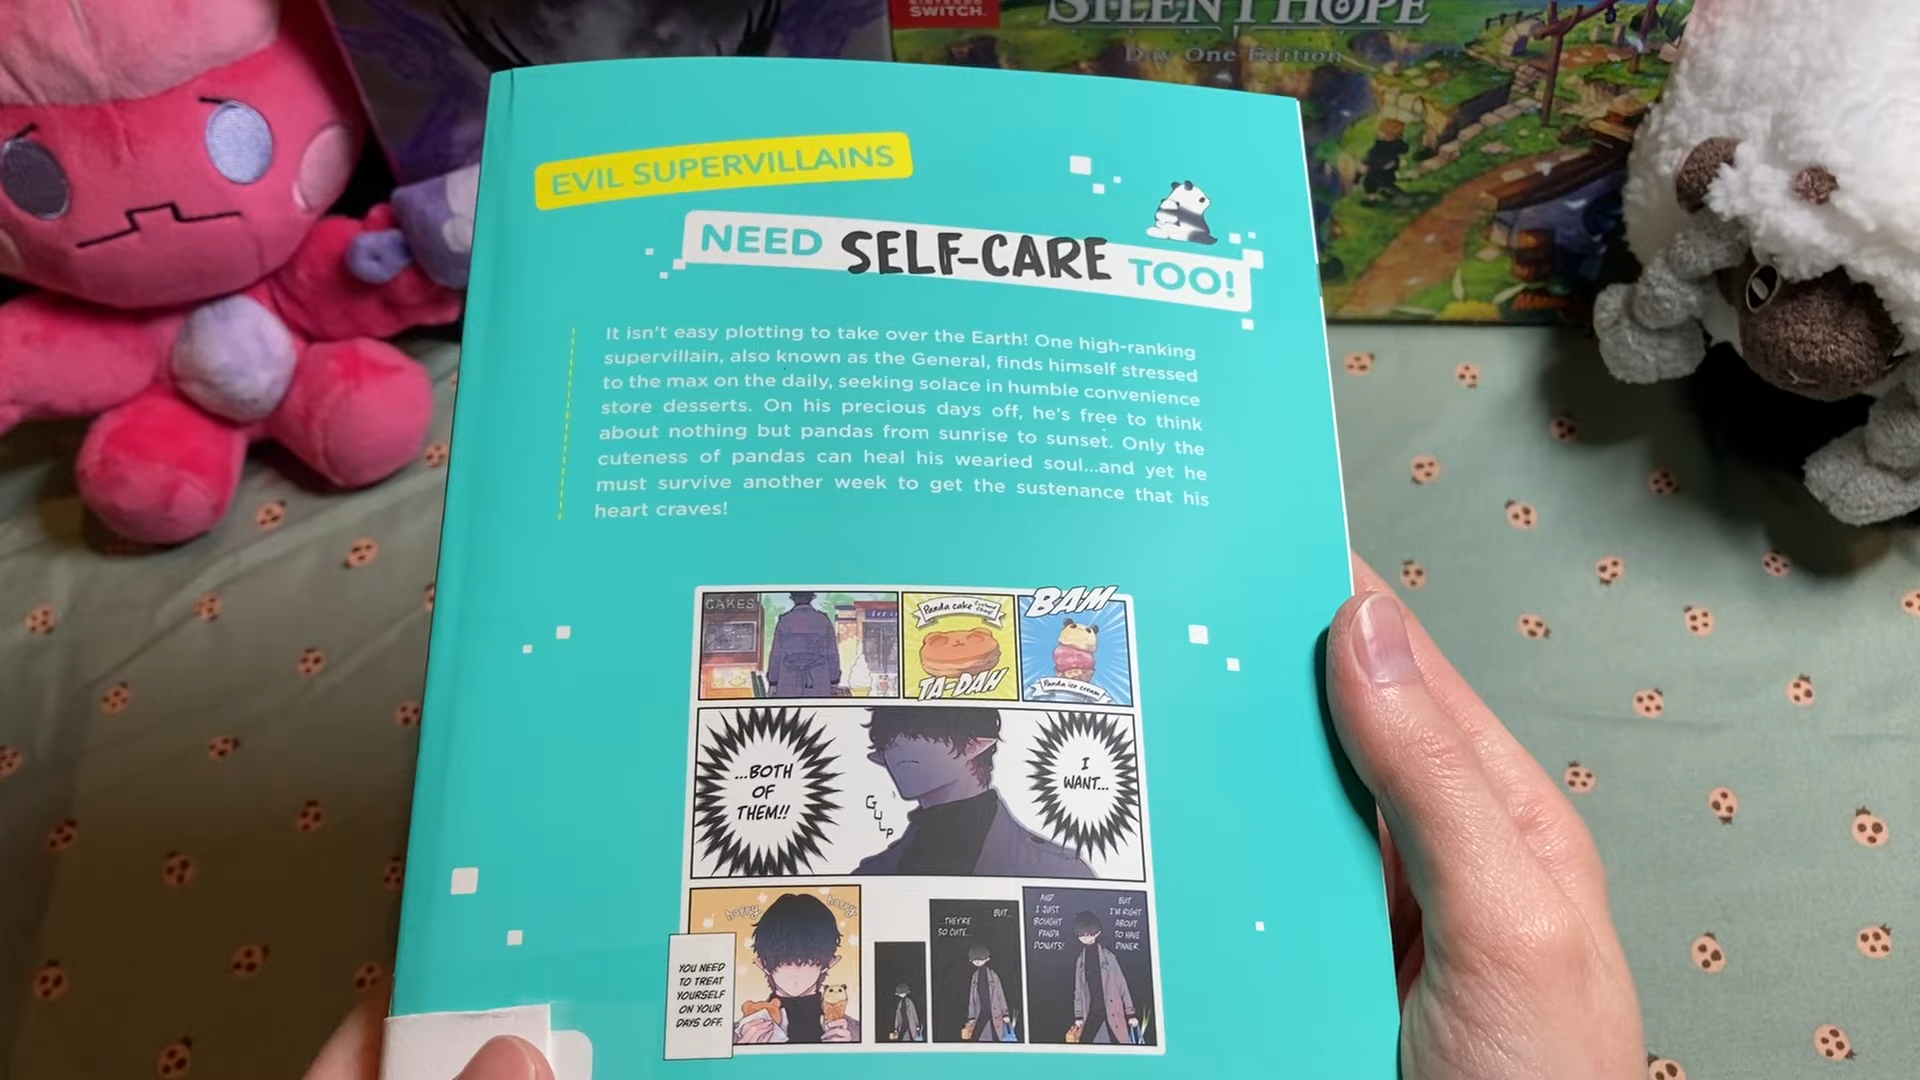 NINTENDO
SWITCH
SILENT HOPE
Day One Edition
EVIL SUPERVILLAINS
NEED SELF-CARE TOO!
It isn't easy plotting to take over the Earth! One high-ranking
supervillain, also known as the General, finds himself stressed
to the max on the daily, seeking solace in humble convenience
store desserts. On his precious days off, he's free to think
about nothing but pandas from sunrise to sunset. Only the
cuteness of pandas can heal his wearied soul...and yet he
must survive another week to get the sustenance that his
heart craves!
CAKES
Panda cake
TA-DAH
BAM
Panda ice cream
I
WANT...
...BOTH
OF
THEM!!
GULP
happy
happy
YOU NEED
TO TREAT
YOURSELF
ON YOUR
DAYS OFF.
BUT...
...THEY'RE
SO CUTE...
BUT
I'M RIGHT
ABOUT
TO HAVE
DINNER.
AND
I JUST
BOUGHT
PANDA
DONUTS!